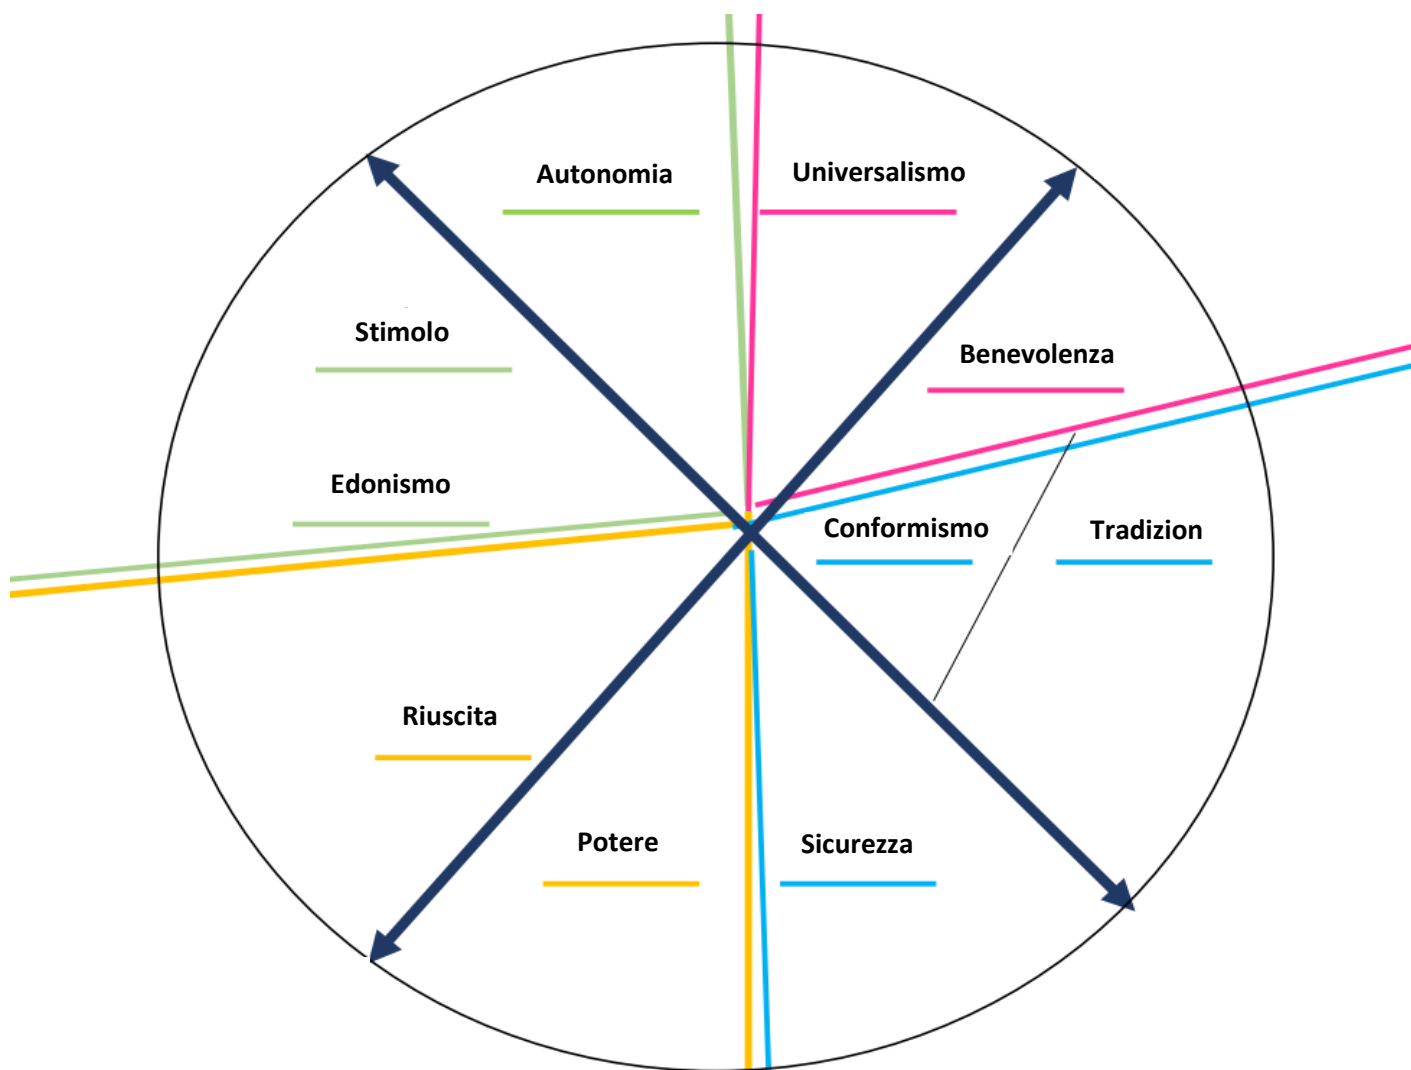 Autonomia
Universalismo
Stimolo
Benevolenza
Edonismo
Conformismo
Tradizion
Riuscita
Potere
Sicurezza